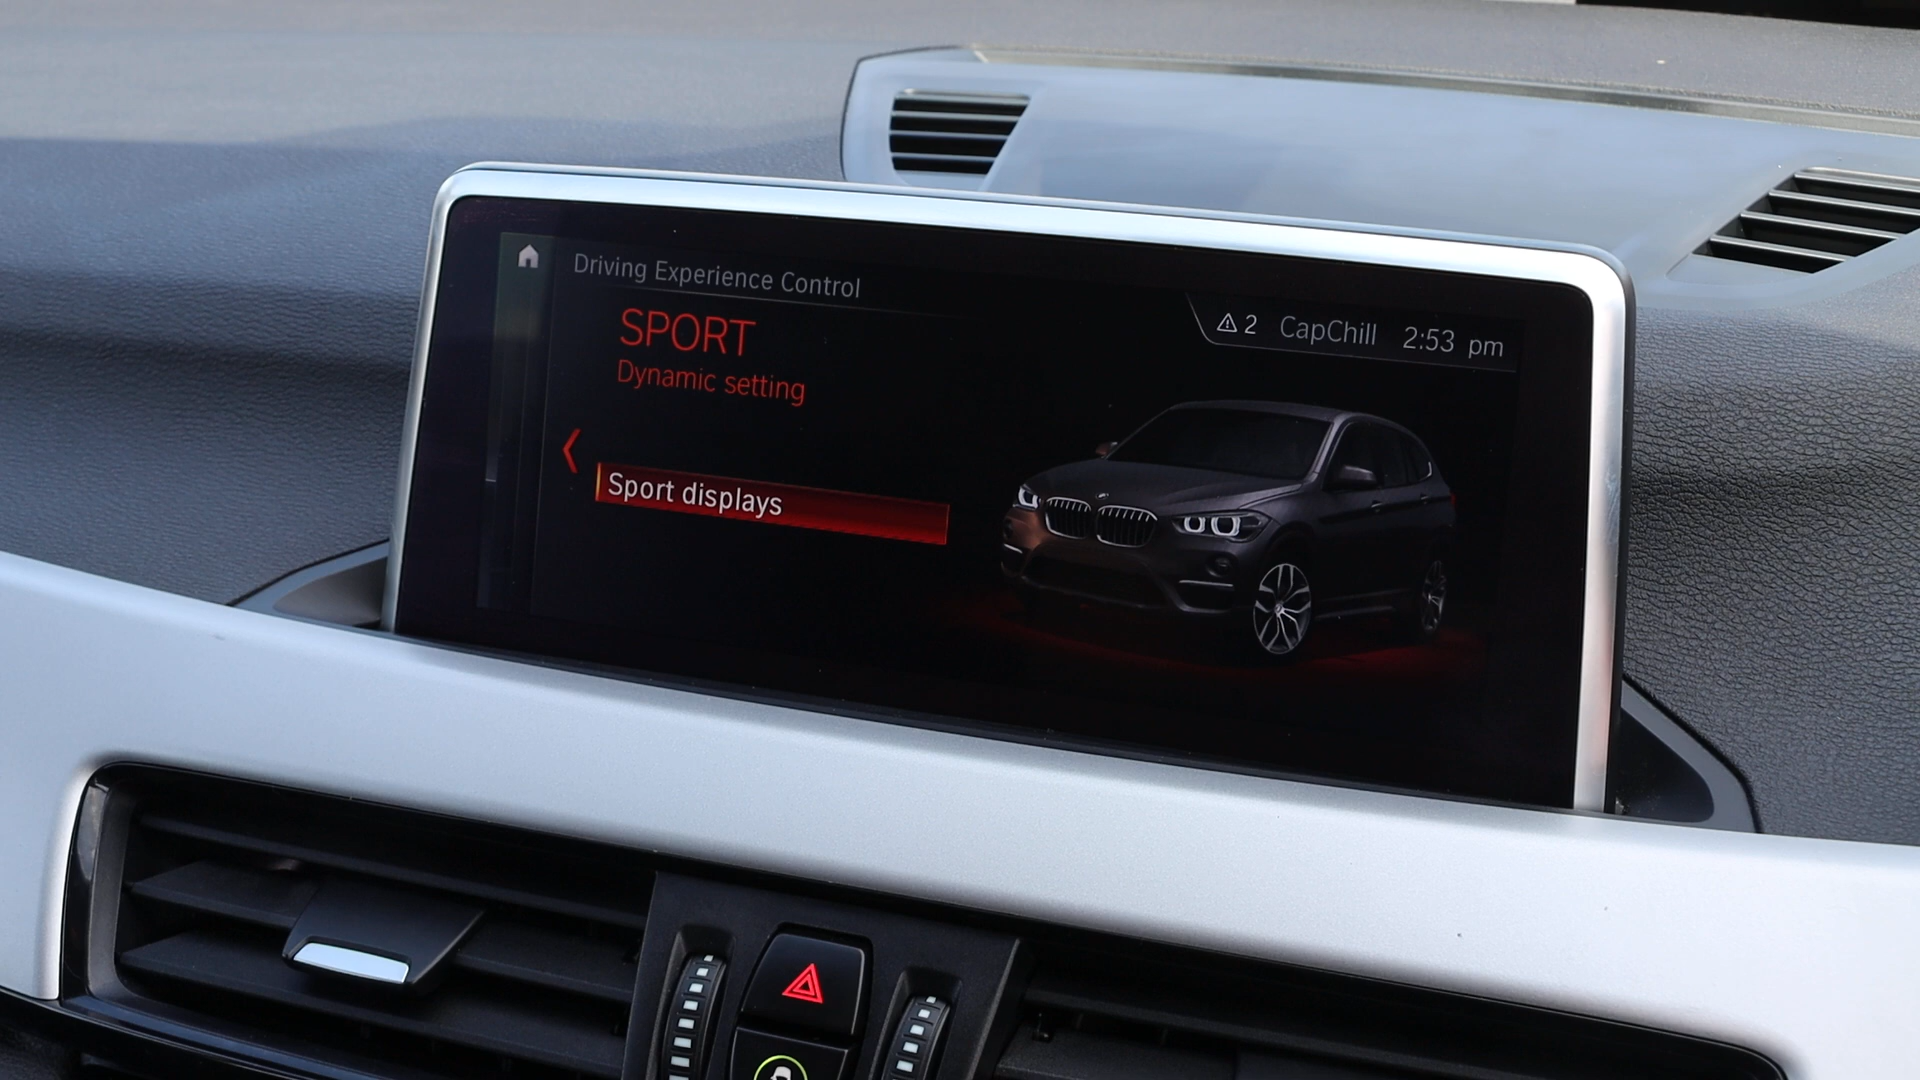 Driving Experience Control
SPORT
Dynamic setting
2 CapChill 2:53 pm
Sport displays